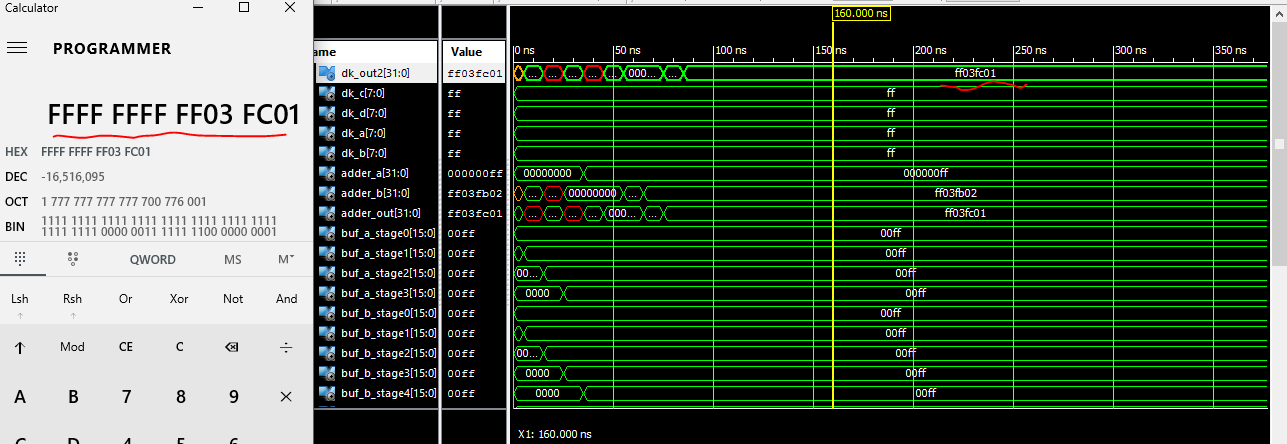 Calculator
PROGRAMMER
FFFF FFFF FF03 FC01
HEX FFFF FFFF FF03 FC01
DEC -16,516,095
OCT 1 777 777 777 777 700 776 001
BIN 1111 1111 1111 1111 1111 1111 1111 1111
1111 1111 0000 0011 1111 1100 0000 0001
QWORD MS M
Lsh Rsh Or Xor Not And
Mod CE C ÷
A B 7 8 9 ×
160.000 ns
ame Value 0 ns 50 ns 150 ns 200 ns 250 ns 300 ns 350 ns
dk_out2[31:0] ff03fc01 ... ... ... ... ... 000... ... ff03fc01
dk_c[7:0] ff ff
dk_d[7:0] ff ff
dk_a[7:0] ff ff
dk_b[7:0] ff ff
adder_a[31:0] 000000ff 00000000 000000ff
adder_b[31:0] ff03fb02 ... ... 00000000 ... ... ff03fb02
adder_out[31:0] ff03fc01 ... ... ... ... 000... ... ff03fc01
buf_a_stage0[15:0] 00ff 00ff
buf_a_stage1[15:0] 00ff 00ff
buf_a_stage2[15:0] 00ff 00... 00ff
buf_a_stage3[15:0] 00ff 0000 00ff
buf_b_stage0[15:0] 00ff 00ff
buf_b_stage1[15:0] 00ff 00ff
buf_b_stage2[15:0] 00ff 00... 00ff
buf_b_stage3[15:0] 00ff 0000 00ff
buf_b_stage4[15:0] 00ff 0000 00ff
X1: 160.000 ns